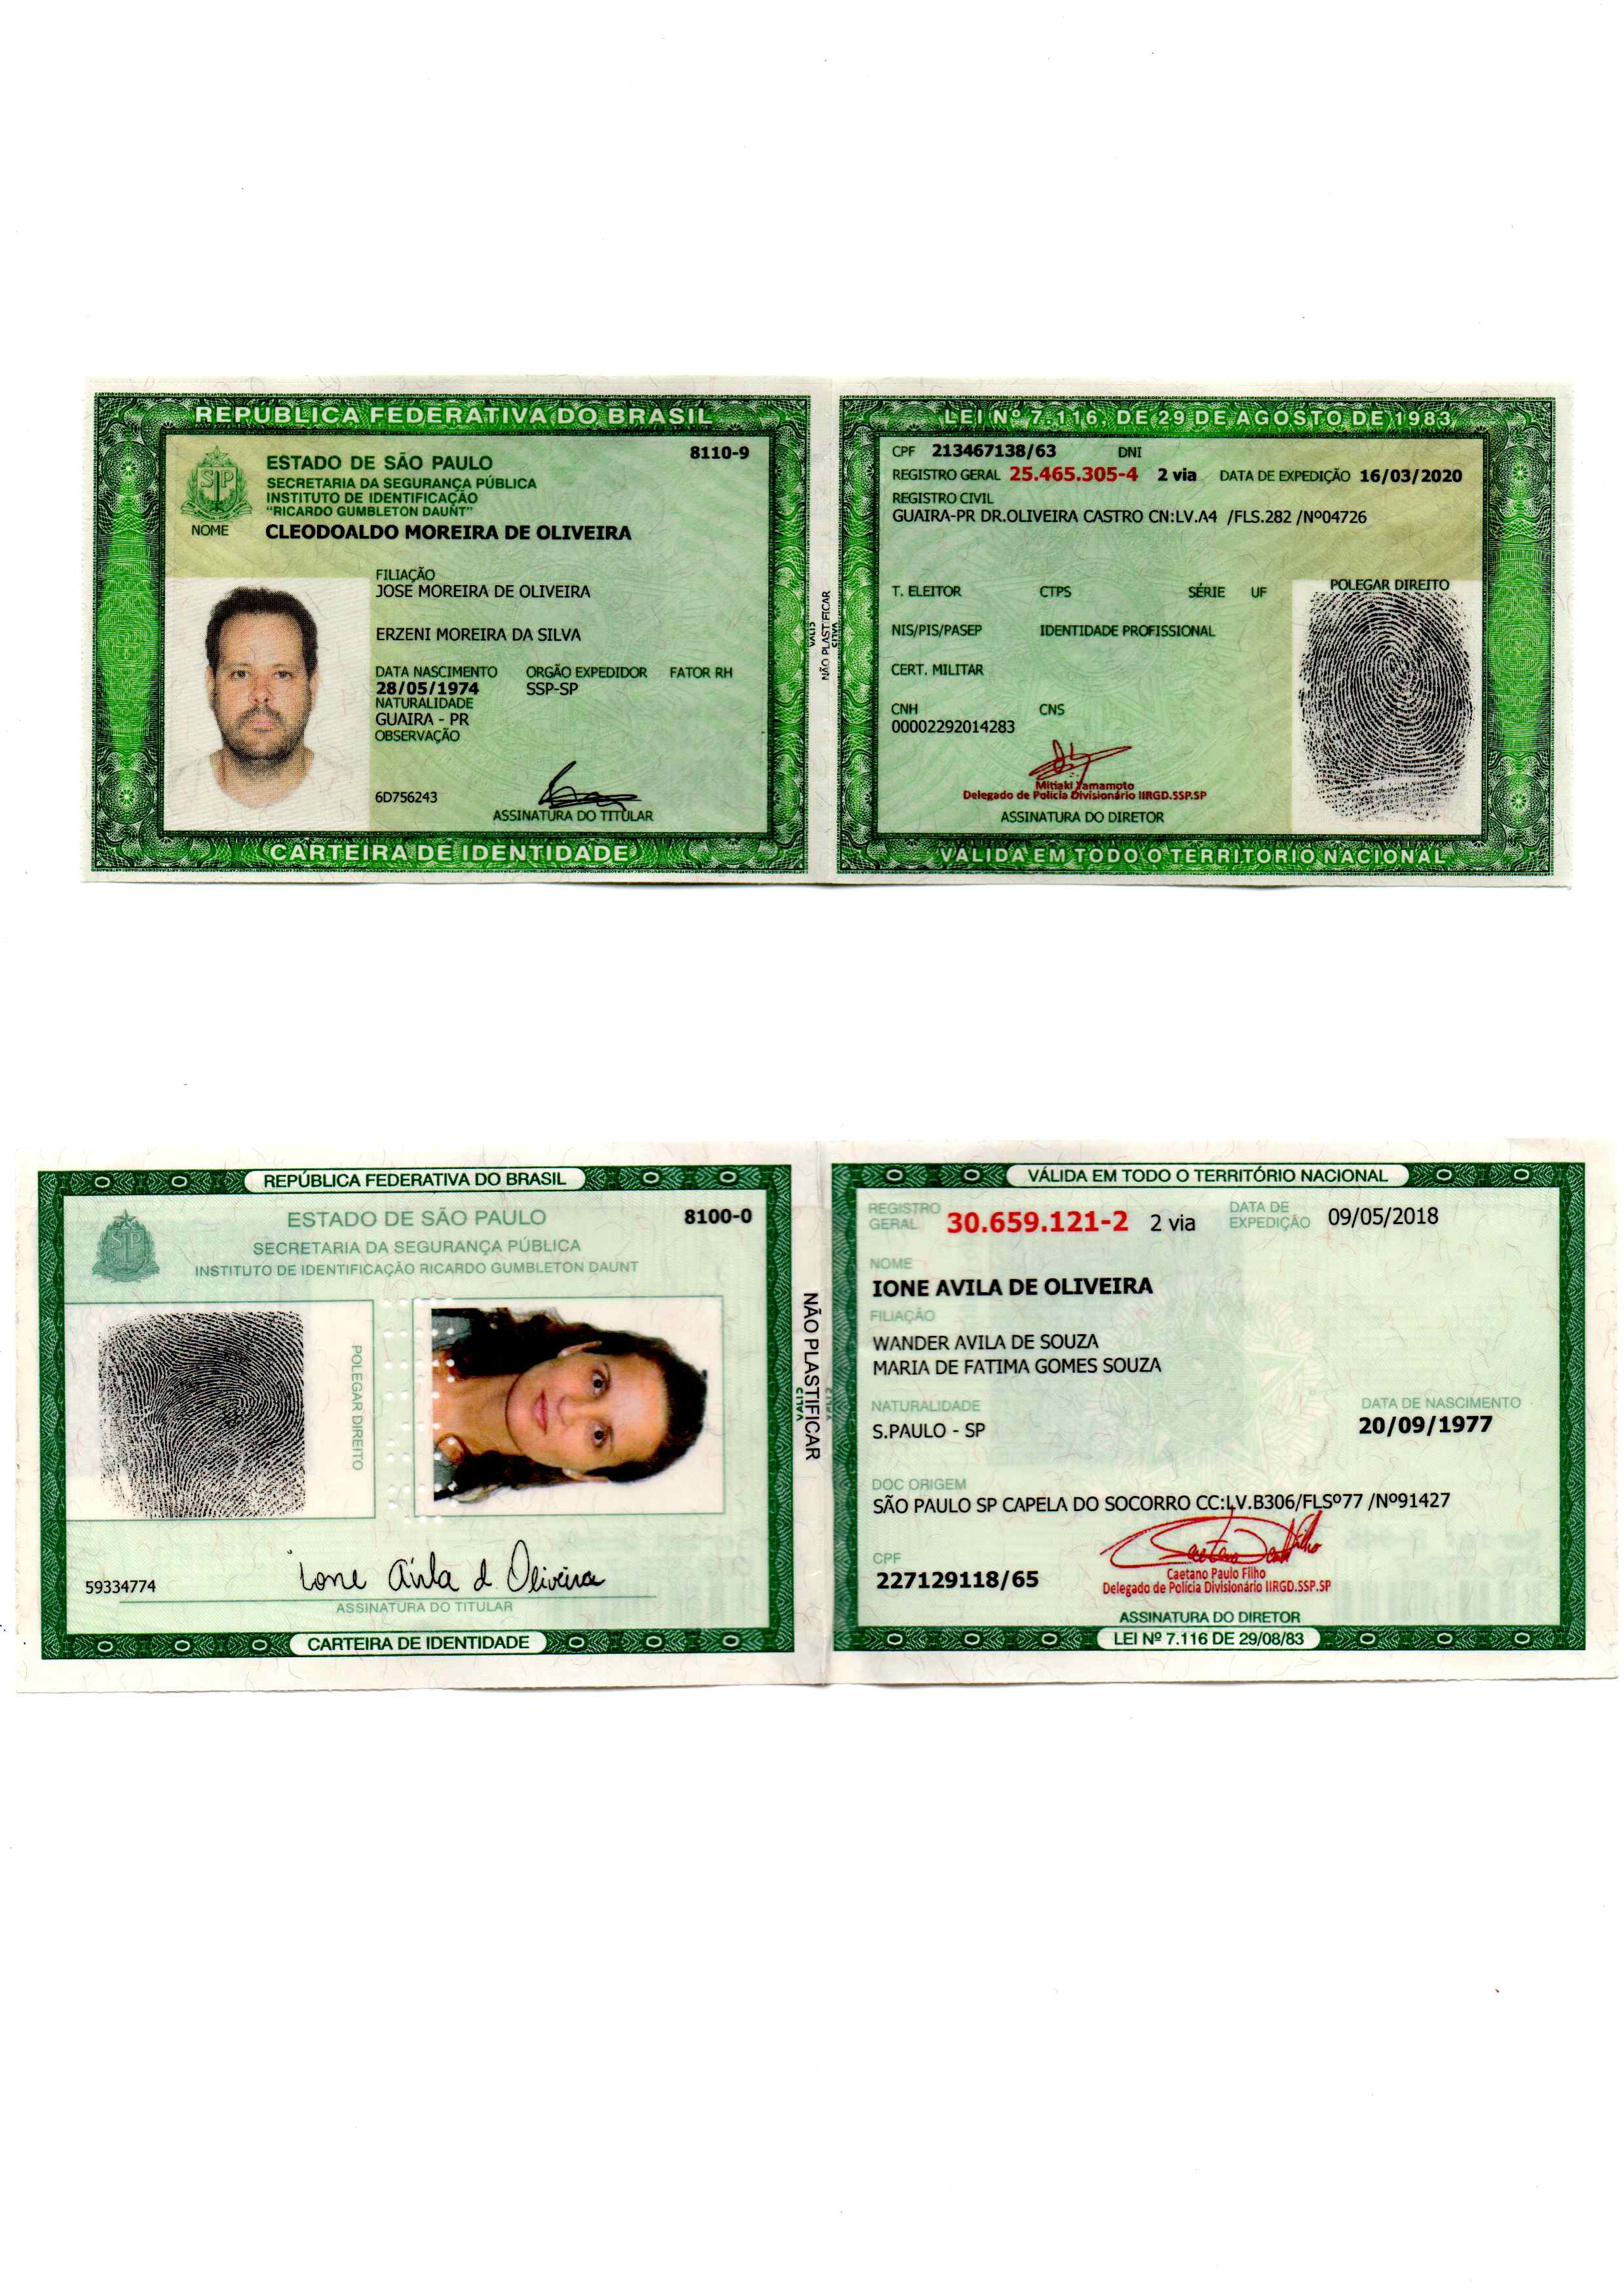 REPÚBLICA FEDERATIVA DO BRASIL
8110-9
ESTADO DE SÃO PAULO
SECRETARIA DA SEGURANÇA PÚBLICA
INSTITUTO DE IDENTIFICAÇÃO
"RICARDO GUMBLETON DAUNT"
NOME CLEODOALDO MOREIRA DE OLIVEIRA
FILIAÇÃO
JOSE MOREIRA DE OLIVEIRA
ERZENI MOREIRA DA SILVA
DATA NASCIMENTO ORGÃO EXPEDIDOR FATOR RH
28/05/1974 SSP-SP
NATURALIDADE
GUAIRA - PR
OBSERVAÇÃO
6D756243
ASSINATURA DO TITULAR
CARTEIRA DE IDENTIDADE
NÃO PLASTIFICAR
LEI Nº 7.116, DE 29 DE AGOSTO DE 1983
CPF 213467138/63 DNI
REGISTRO GERAL 25.465.305-4 2 via DATA DE EXPEDIÇÃO 16/03/2020
REGISTRO CIVIL
GUAIRA-PR DR.OLIVEIRA CASTRO CN:LV.A4 /FLS.282 /Nº04726
POLEGAR DIREITO
T. ELEITOR CTPS SÉRIE UF
NIS/PIS/PASEP IDENTIDADE PROFISSIONAL
CERT. MILITAR
CNH CNS
00002292014283
Mitiaki Yamamoto
Delegado de Polícia Divisionário IIRGD.SSP.SP
ASSINATURA DO DIRETOR
VÁLIDA EM TODO O TERRITÓRIO NACIONAL
REPÚBLICA FEDERATIVA DO BRASIL
ESTADO DE SÃO PAULO 8100-0
SECRETARIA DA SEGURANÇA PÚBLICA
INSTITUTO DE IDENTIFICAÇÃO RICARDO GUMBLETON DAUNT
POLEGAR DIREITO
Ione Avila d Oliveira
59334774
ASSINATURA DO TITULAR
CARTEIRA DE IDENTIDADE
NÃO PLASTIFICAR
VÁLIDA EM TODO O TERRITÓRIO NACIONAL
REGISTRO GERAL 30.659.121-2 2 via DATA DE EXPEDIÇÃO 09/05/2018
NOME
IONE AVILA DE OLIVEIRA
FILIAÇÃO
WANDER AVILA DE SOUZA
MARIA DE FATIMA GOMES SOUZA
NATURALIDADE DATA DE NASCIMENTO
S.PAULO - SP 20/09/1977
DOC ORIGEM
SÃO PAULO SP CAPELA DO SOCORRO CC:LV.B306/FLSº77 /Nº91427
CPF
227129118/65
Caetano Paulo Filho
Delegado de Polícia Divisionário IIRGD.SSP.SP
ASSINATURA DO DIRETOR
LEI Nº 7.116 DE 29/08/83